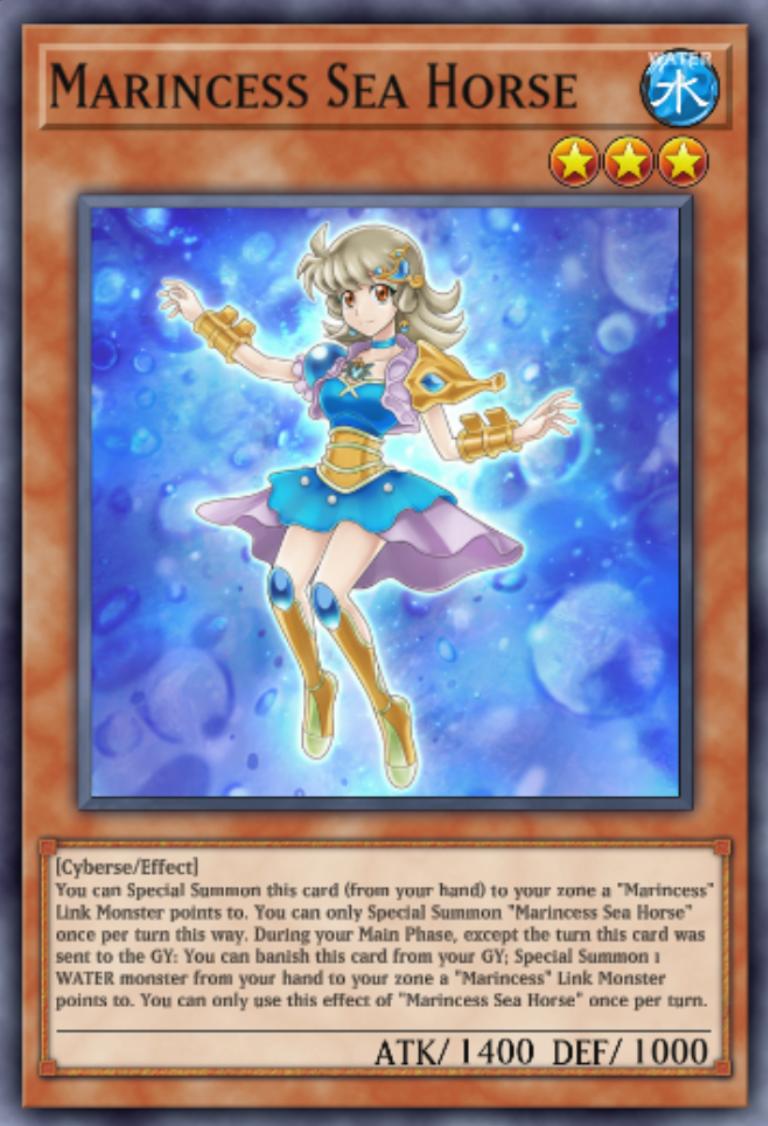 Marincess Sea Horse
WATER
水
[Cyberse/Effect]
You can Special Summon this card (from your hand) to your zone a "Marincess"
Link Monster points to. You can only Special Summon "Marincess Sea Horse"
once per turn this way. During your Main Phase, except the turn this card was
sent to the GY: You can banish this card from your GY; Special Summon 1
WATER monster from your hand to your zone a "Marincess" Link Monster
points to. You can only use this effect of "Marincess Sea Horse" once per turn.
ATK/ 1400 DEF/ 1000